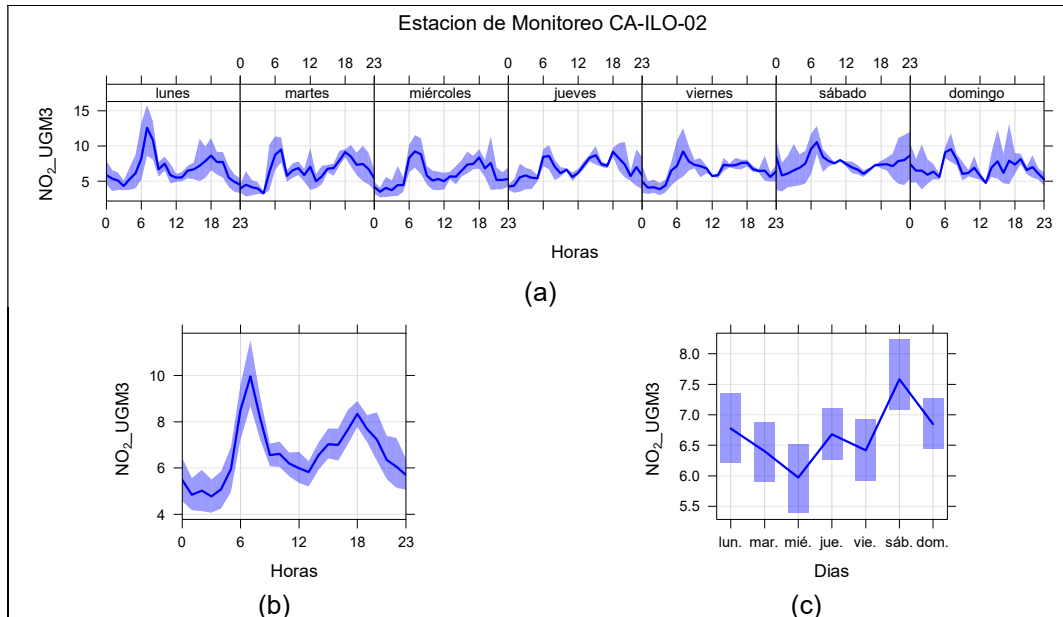 Estacion de Monitoreo CA-ILO-02
0 6 12 18 23 0 6 12 18 23 0 6 12 18 23
lunes martes miércoles jueves viernes sábado domingo
15
10
5
NO2_UGM3
0 6 12 18 23 0 6 12 18 23 0 6 12 18 23 0 6 12 18 23
Horas
(a)
10
8
6
4
NO2_UGM3
0 6 12 18 23
Horas
(b)
8.0
7.5
7.0
6.5
6.0
5.5
NO2_UGM3
lun. mar. mié. jue. vie. sáb. dom.
Dias
(c)